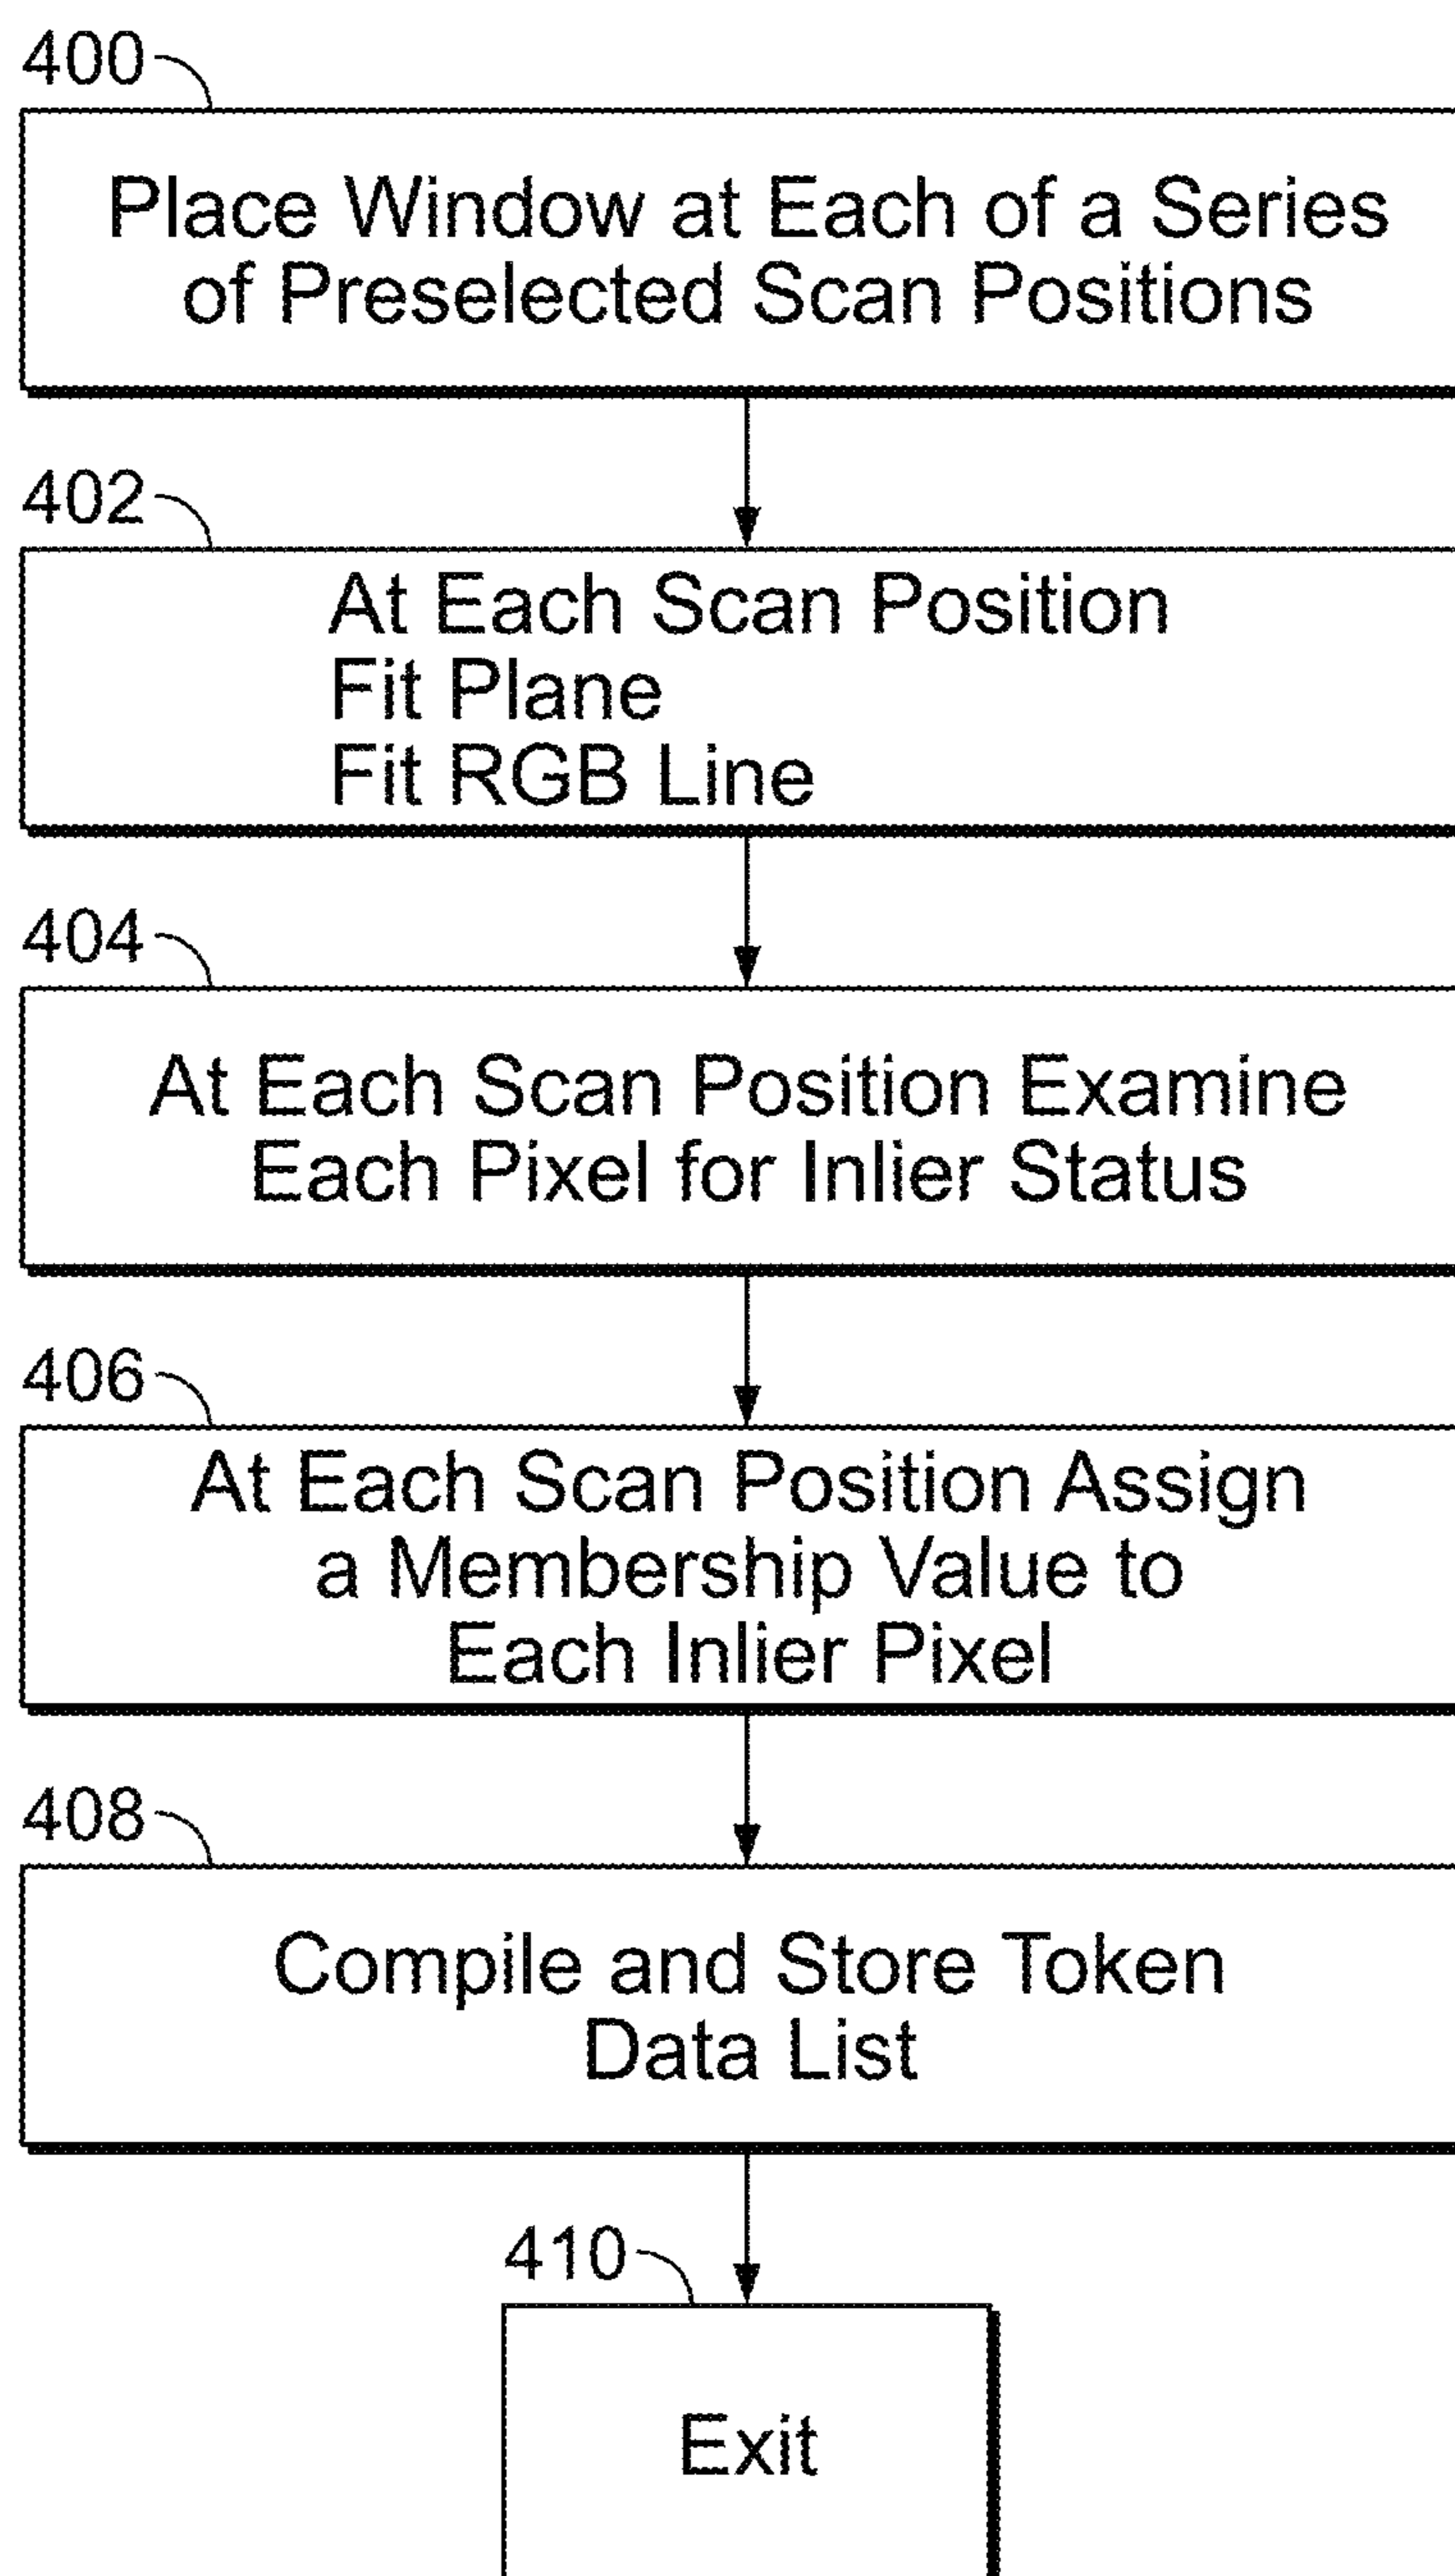 400
Place Window at Each of a Series
of Preselected Scan Positions
402
At Each Scan Position
Fit Plane
Fit RGB Line
404
At Each Scan Position Examine
Each Pixel for Inlier Status
406
At Each Scan Position Assign
a Membership Value to
Each Inlier Pixel
408
Compile and Store Token
Data List
410
Exit